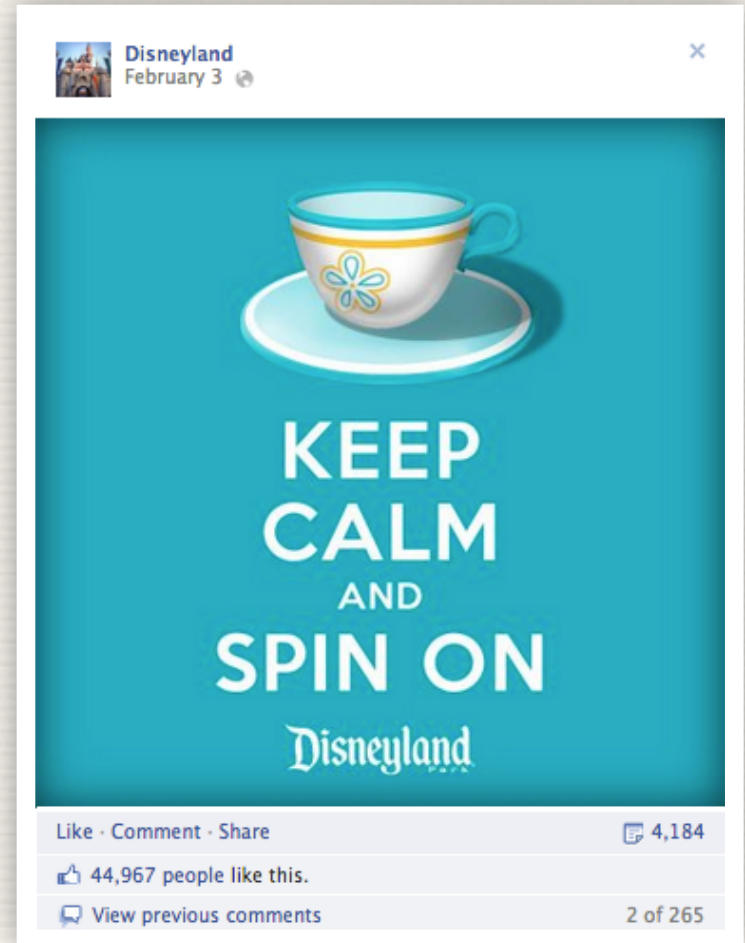 Disneyland
February 3
KEEP
CALM
AND
SPIN ON
Disneyland
Park
Like · Comment · Share 4,184
44,967 people like this.
View previous comments 2 of 265